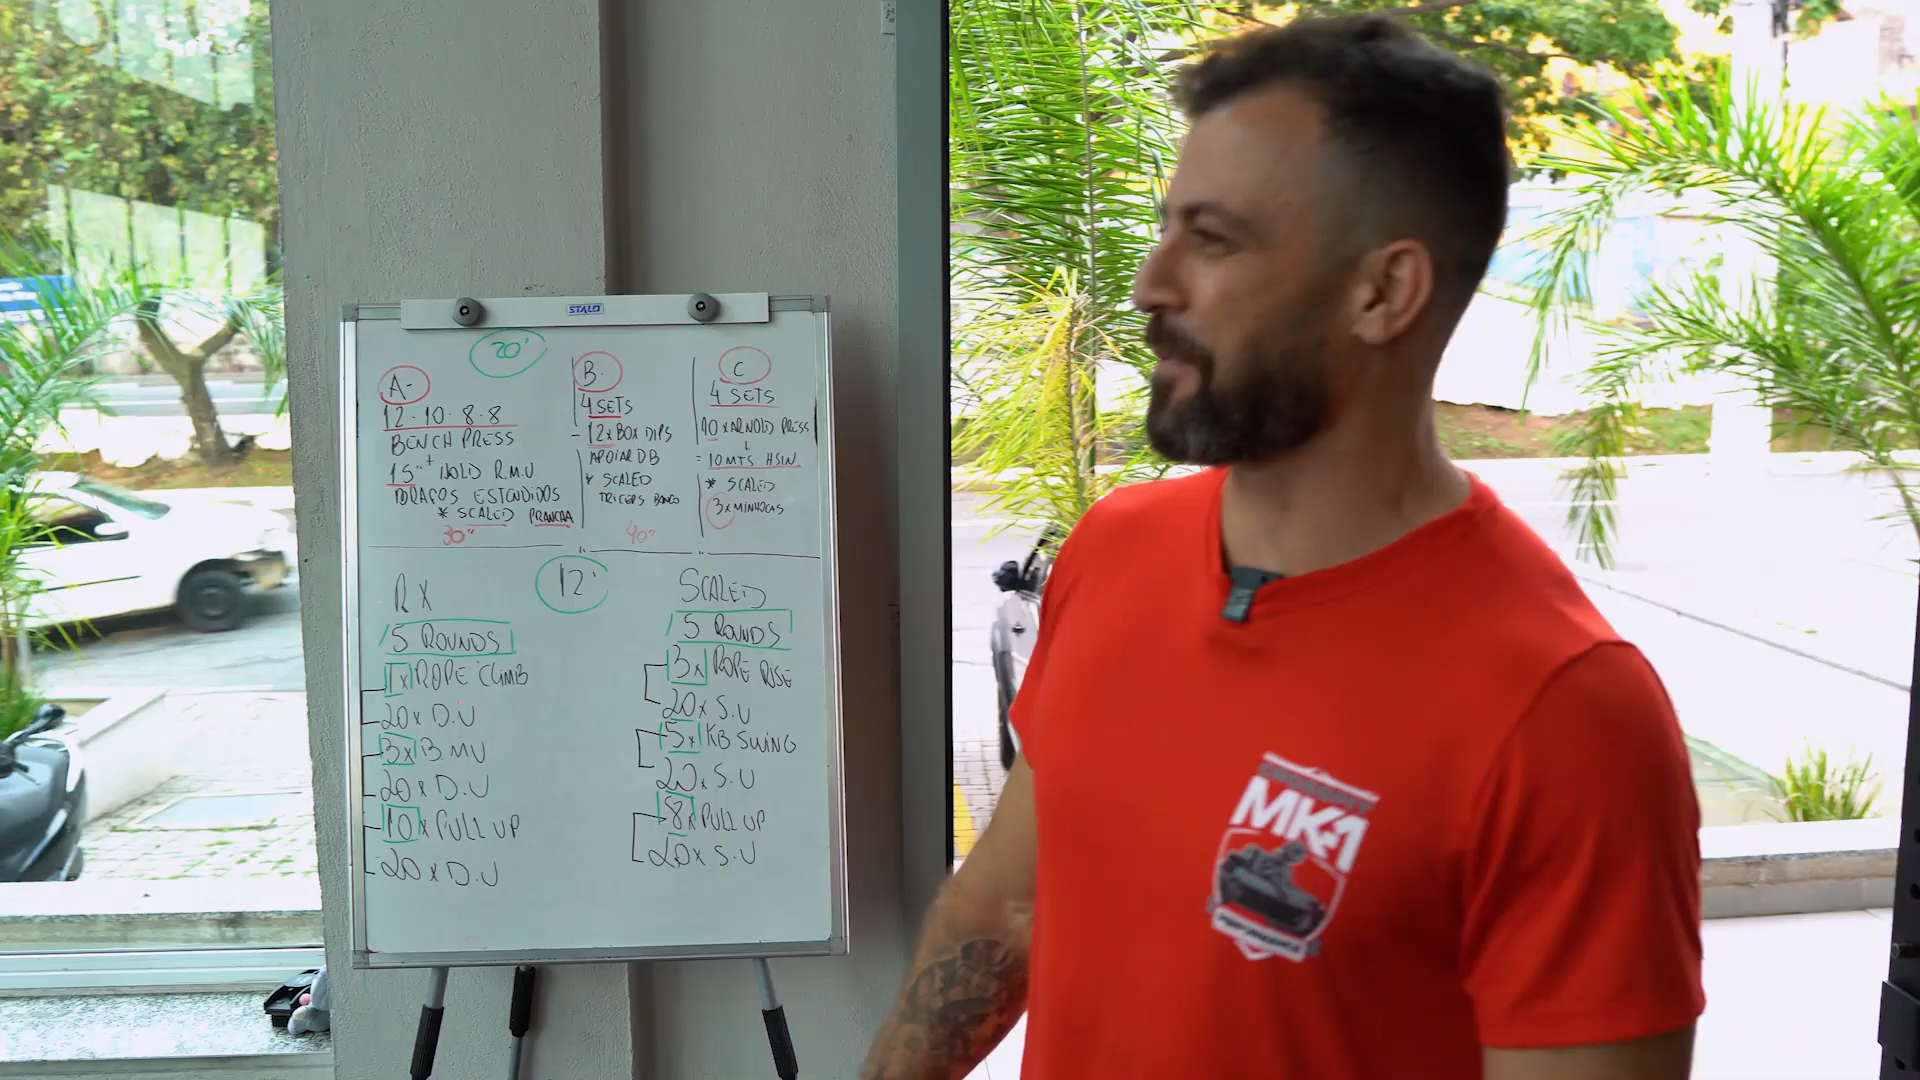 STALO
20'
A-
12-10-8-8
BENCH PRESS
+
15" HOLD R.M.U
BRAÇOS ESTENDIDOS
* SCALED PRANCHA
30"
B-
4 SETS
- 12x BOX DIPS
APOIAR DB
* SCALED
TRICEPS BANCO
40"
C
4 SETS
10 x ARNOLD PRESS
+
= 10 MTS HSW
* SCALED
3x MINHOCAS
12'
RX
5 ROUNDS
1x ROPE CLIMB
20x D.U
3x B.MU
20x D.U
10x PULL UP
20x D.U
SCALED
5 ROUNDS
3x ROPE RISE
20x S.U
5x KB SWING
20x S.U
8x PULL UP
20x S.U
CROSSFIT
MK-1